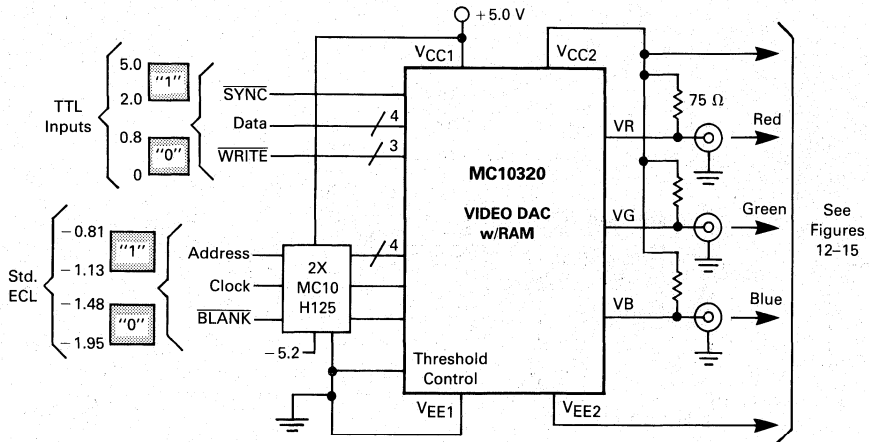 +5.0 V
VCC1
VCC2
TTL
Inputs
5.0
"1"
2.0
0.8
"0"
0
SYNC
Data
4
WRITE
3
MC10320
VIDEO DAC
w/RAM
75 Ω
VR
Red
VG
Green
VB
Blue
See
Figures
12–15
Std.
ECL
−0.81
"1"
−1.13
−1.48
"0"
−1.95
Address
Clock
BLANK
2X
MC10
H125
4
−5.2
Threshold
Control
VEE1
VEE2